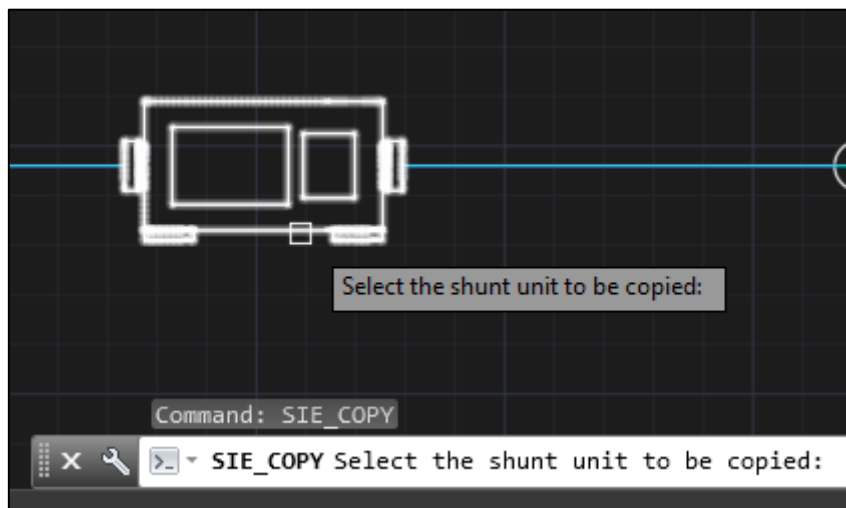 Select the shunt unit to be copied:
Command: SIE_COPY
SIE_COPY Select the shunt unit to be copied: